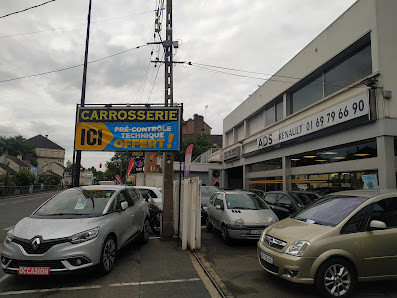 CARROSSERIE
ICI
PRÉ-CONTRÔLE
TECHNIQUE
OFFERT
ADS
RENAULT 01 69 79 66 90
OCCASION